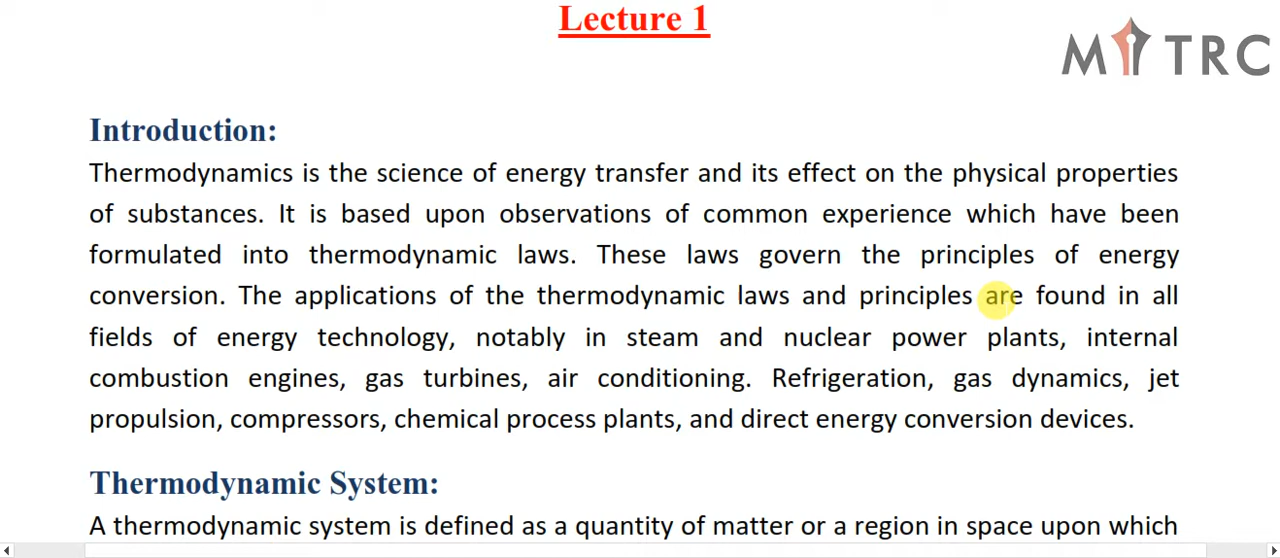 Lecture 1
MITRC
Introduction:
Thermodynamics is the science of energy transfer and its effect on the physical properties
of substances. It is based upon observations of common experience which have been
formulated into thermodynamic laws. These laws govern the principles of energy
conversion. The applications of the thermodynamic laws and principles are found in all
fields of energy technology, notably in steam and nuclear power plants, internal
combustion engines, gas turbines, air conditioning. Refrigeration, gas dynamics, jet
propulsion, compressors, chemical process plants, and direct energy conversion devices.
Thermodynamic System:
A thermodynamic system is defined as a quantity of matter or a region in space upon which